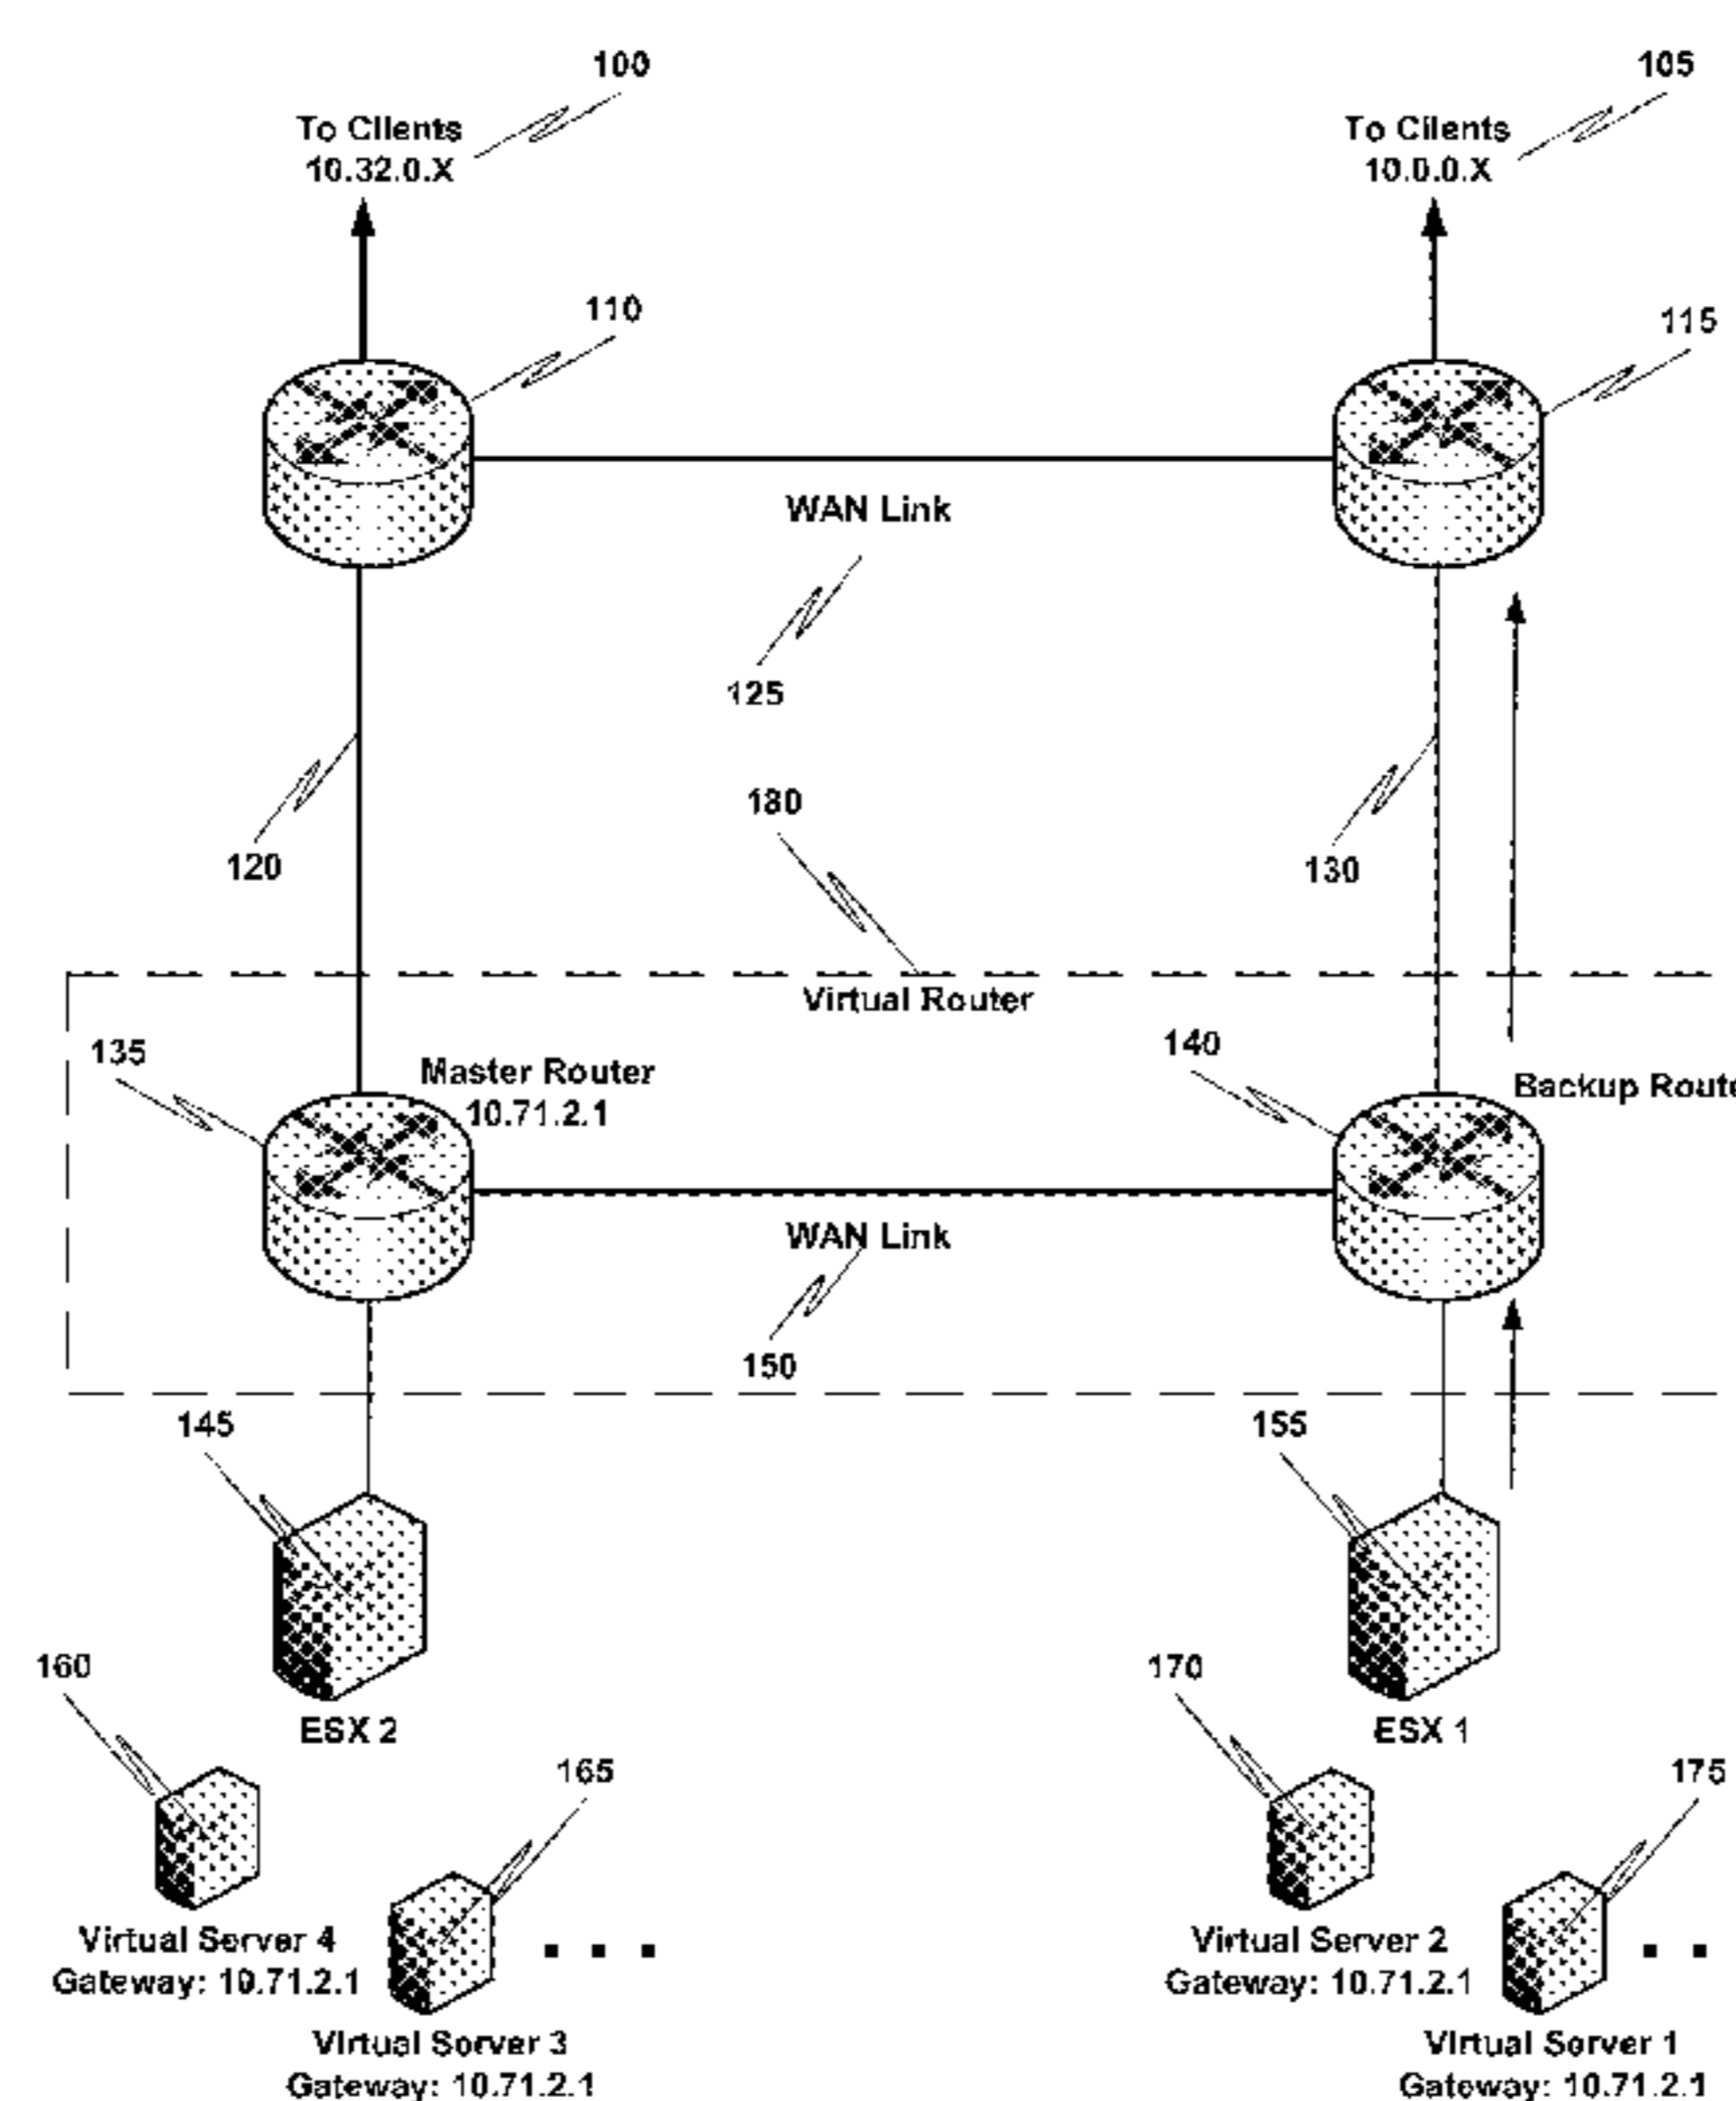 100
105
To Clients
10.32.0.X
To Clients
10.0.0.X
110
115
WAN Link
125
120
180
130
Virtual Router
135
Master Router
10.71.2.1
140
Backup Route
WAN Link
150
145
155
160
ESX 2
170
ESX 1
165
175
Virtual Server 4
Gateway: 10.71.2.1
Virtual Server 2
Gateway: 10.71.2.1
Virtual Server 3
Gateway: 10.71.2.1
Virtual Server 1
Gateway: 10.71.2.1